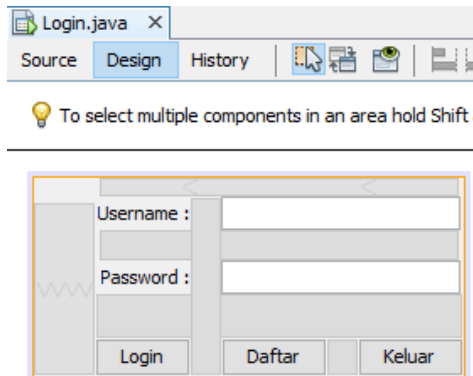 Login.java X
Source Design History
To select multiple components in an area hold Shift
Username :
Password :
Login Daftar Keluar